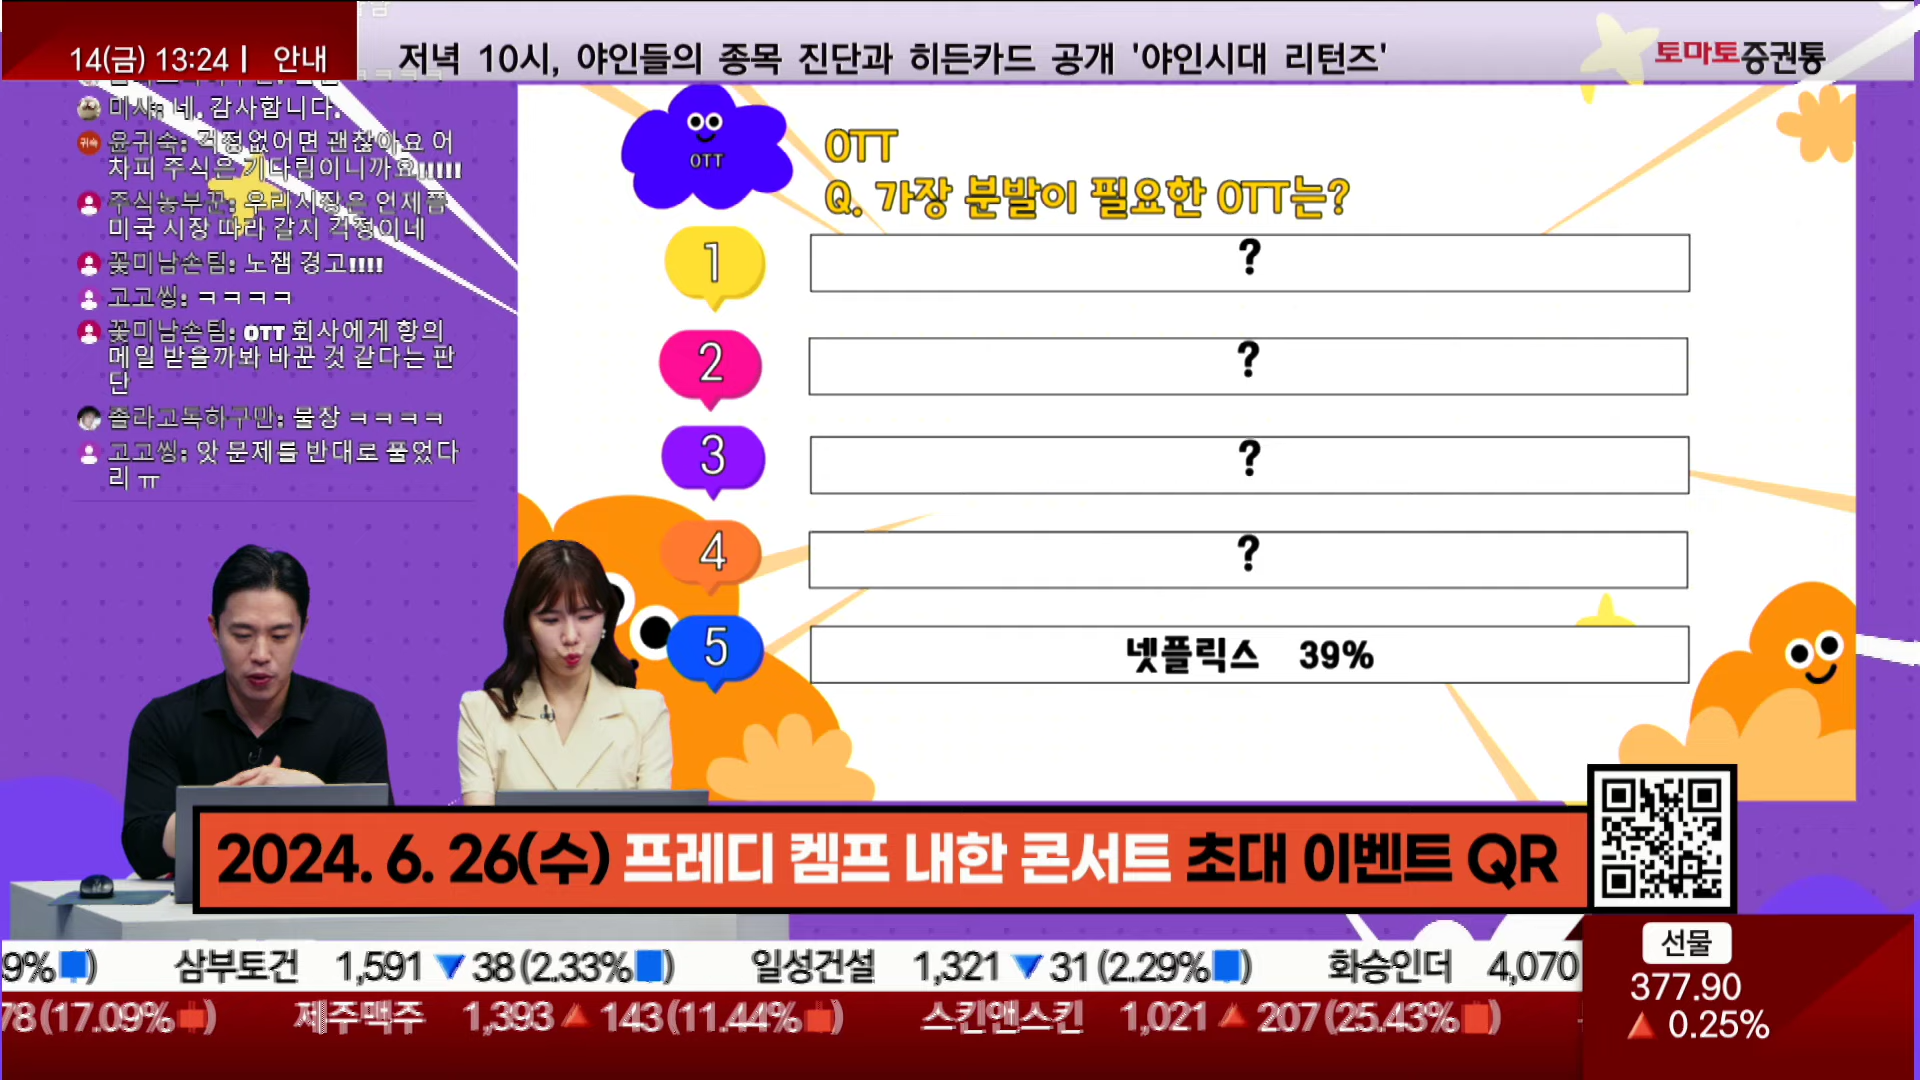 14(금) 13:24 | 안내
저녁 10시, 야인들의 종목 진단과 히든카드 공개 '야인시대 리턴즈'
토마토증권통
미사: 네. 감사합니다.
귀숙
윤귀숙: 걱정없어면 괜찮아요 어
차피 주식은 기다림이니까요!!!!!
주식농부꾼: 우리시장은 언제쯤
미국 시장 따라 갈지 걱정이네
꽃미남손팀: 노잼 경고!!!!
고고씽: ㅋㅋㅋㅋ
꽃미남손팀: OTT 회사에게 항의
메일 받을까봐 바꾼 것 같다는 판
단
졸라고독하구만: 물장 ㅋㅋㅋㅋ
고고씽: 앗 문제를 반대로 풀었다
리 ㅠ
OTT
OTT
Q. 가장 분발이 필요한 OTT는?
1 ?
2 ?
3 ?
4 ?
5 넷플릭스 39%
2024. 6. 26(수) 프레디 켐프 내한 콘서트 초대 이벤트 QR
9% ) 삼부토건 1,591 ▼ 38 (2.33% ) 일성건설 1,321 ▼ 31 (2.29% ) 화승인더 4,070
78 (17.09% ) 제주맥주 1,393 ▲ 143 (11.44% ) 스킨앤스킨 1,021 ▲ 207 (25.43% )
선물
377.90
▲ 0.25%